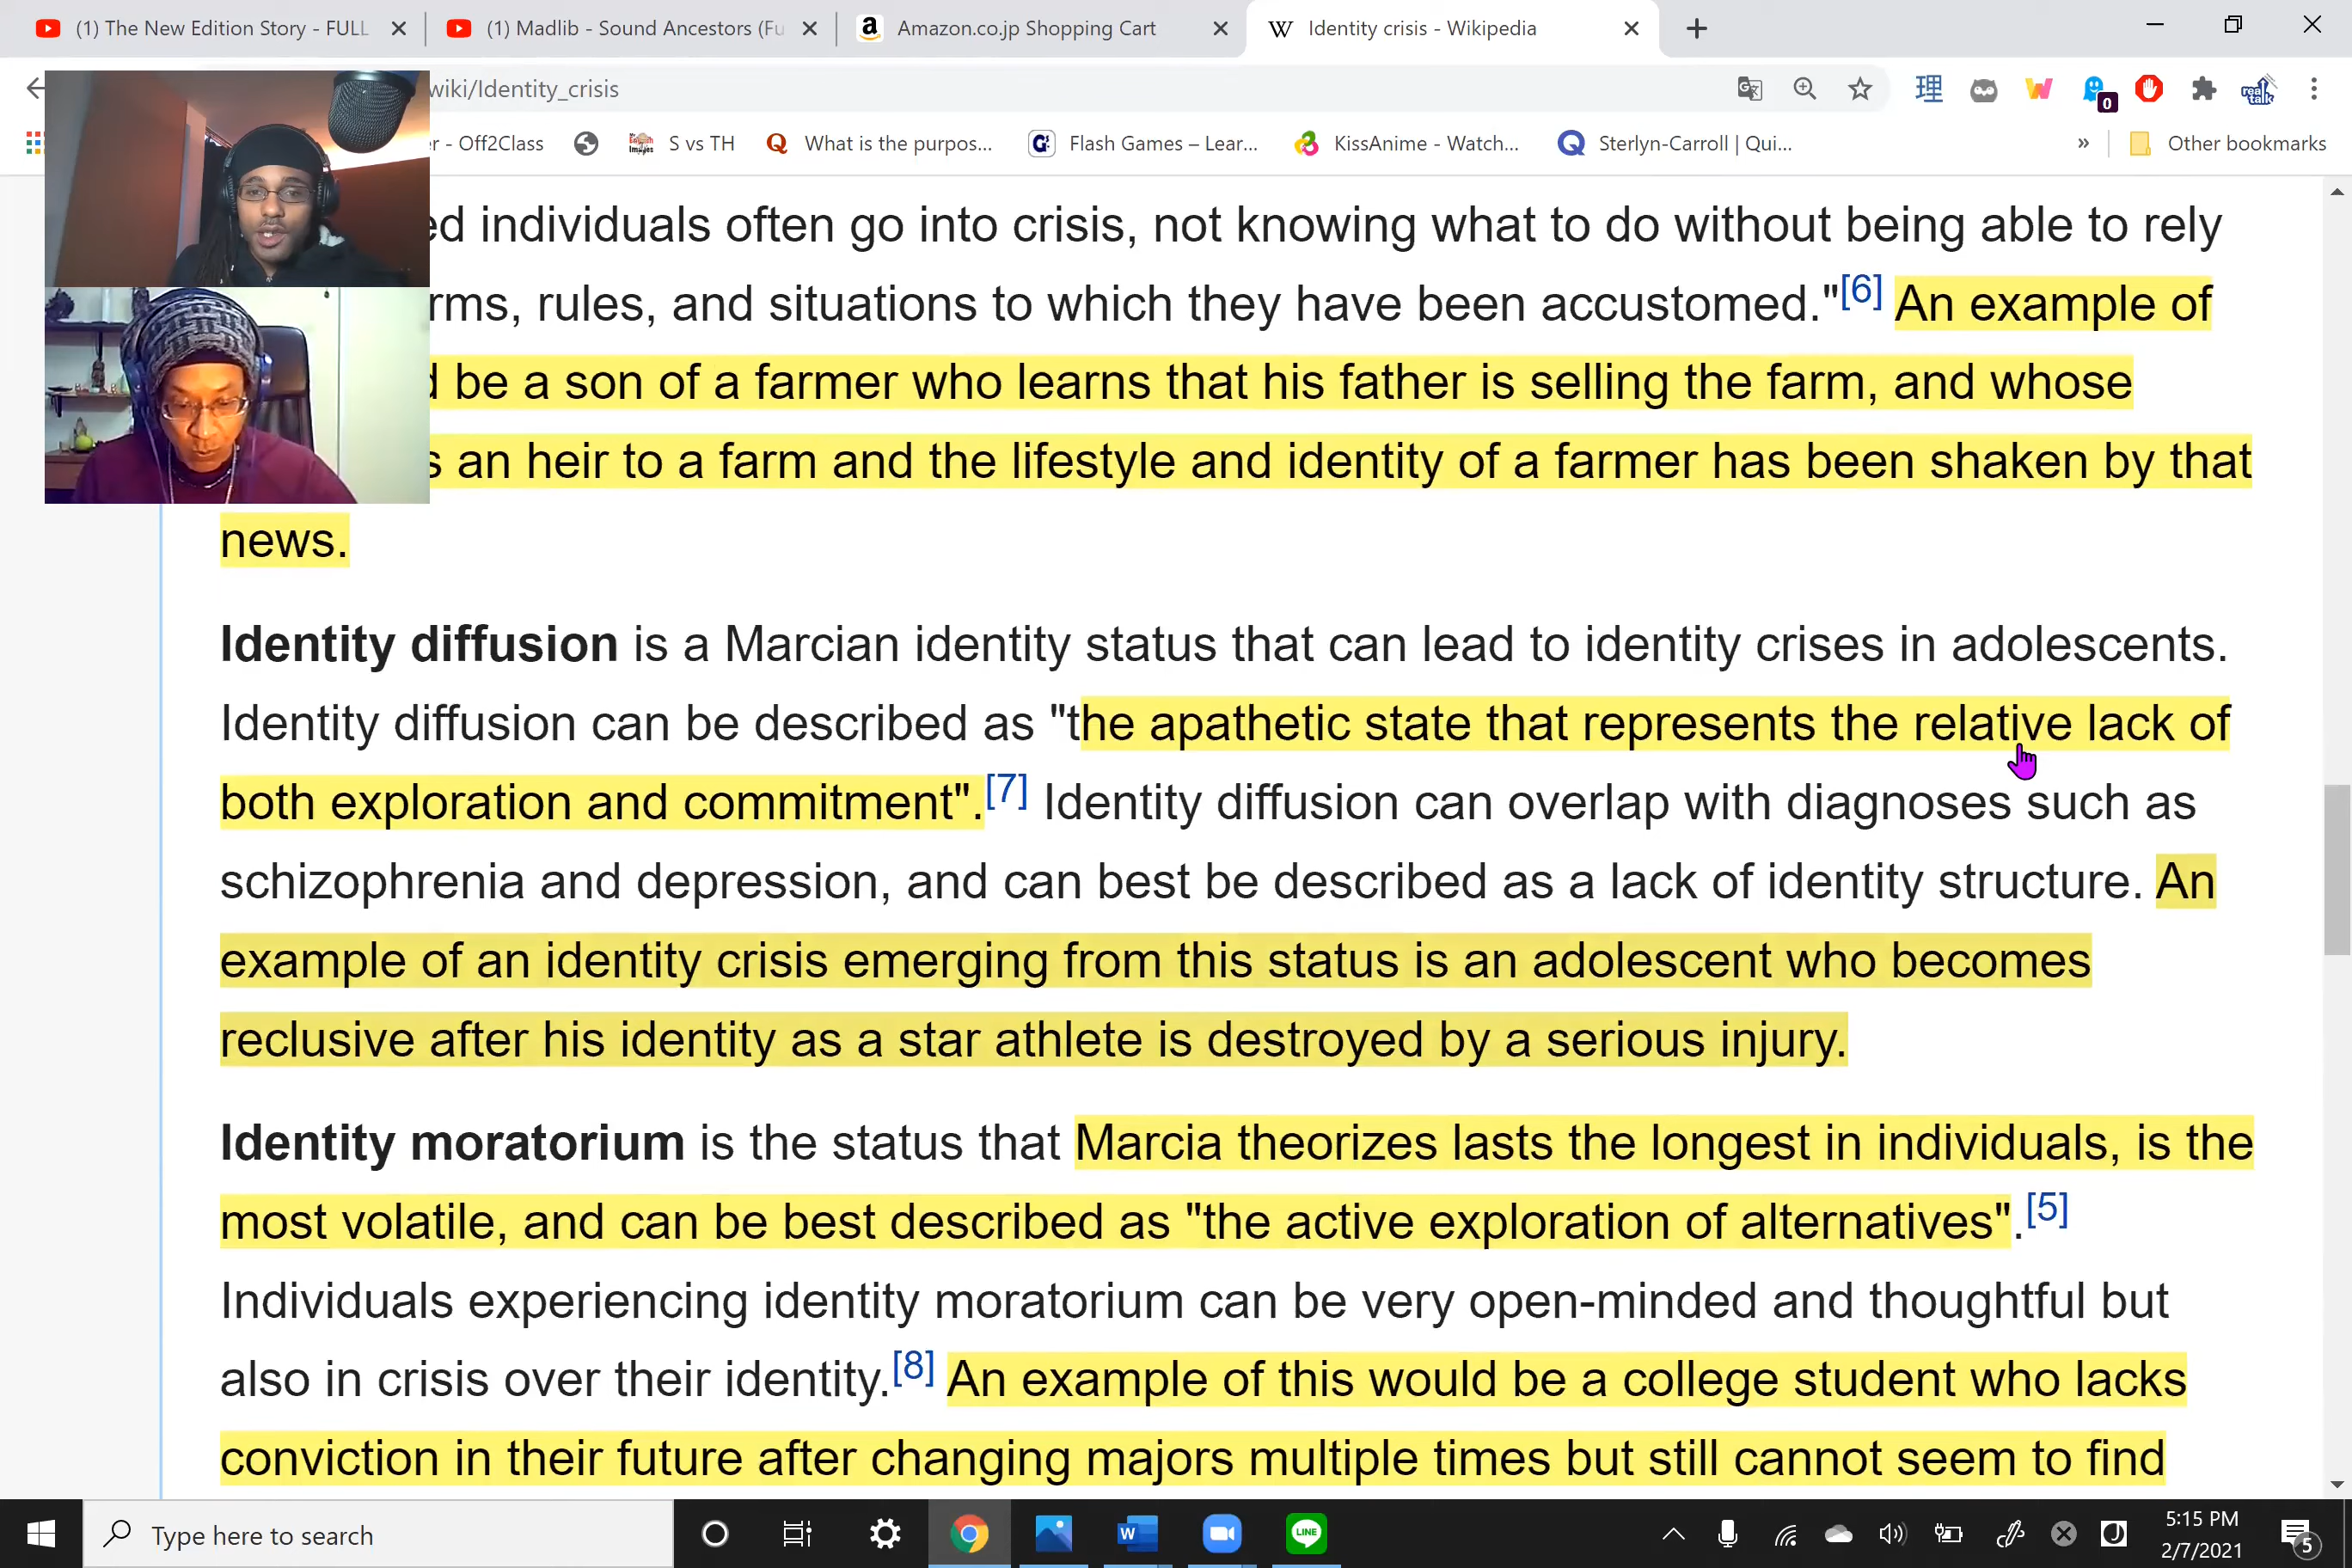 (1) The New Edition Story - FULL
(1) Madlib - Sound Ancestors (Fu
Amazon.co.jp Shopping Cart
Identity crisis - Wikipedia
wiki/Identity_crisis
理
0
real talk
r - Off2Class
S vs TH
What is the purpos...
Flash Games – Lear...
KissAnime - Watch...
Sterlyn-Carroll | Qui...
»
Other bookmarks
ed individuals often go into crisis, not knowing what to do without being able to rely
rms, rules, and situations to which they have been accustomed."[6] An example of
d be a son of a farmer who learns that his father is selling the farm, and whose
s an heir to a farm and the lifestyle and identity of a farmer has been shaken by that
news.
Identity diffusion is a Marcian identity status that can lead to identity crises in adolescents.
Identity diffusion can be described as "the apathetic state that represents the relative lack of
both exploration and commitment".[7] Identity diffusion can overlap with diagnoses such as
schizophrenia and depression, and can best be described as a lack of identity structure. An
example of an identity crisis emerging from this status is an adolescent who becomes
reclusive after his identity as a star athlete is destroyed by a serious injury.
Identity moratorium is the status that Marcia theorizes lasts the longest in individuals, is the
most volatile, and can be best described as "the active exploration of alternatives".[5]
Individuals experiencing identity moratorium can be very open-minded and thoughtful but
also in crisis over their identity.[8] An example of this would be a college student who lacks
conviction in their future after changing majors multiple times but still cannot seem to find
Type here to search
W
LINE
5:15 PM
2/7/2021
5